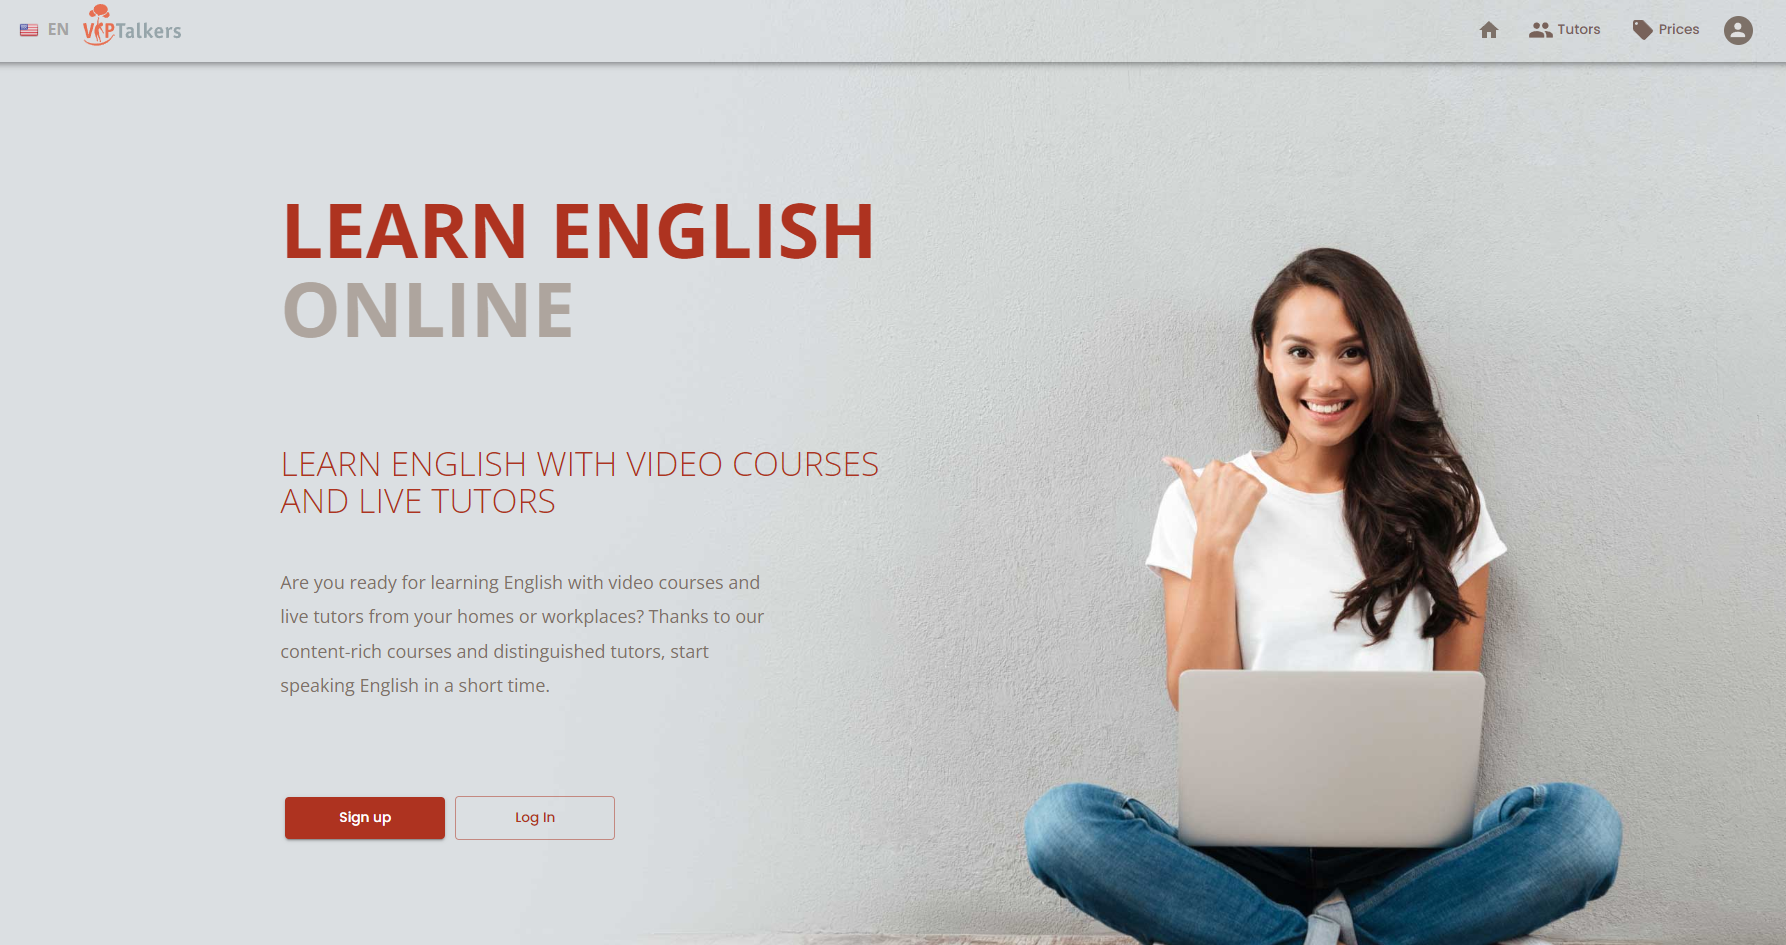 EN
VIPTalkers
Tutors
Prices
LEARN ENGLISH
ONLINE
LEARN ENGLISH WITH VIDEO COURSES
AND LIVE TUTORS
Are you ready for learning English with video courses and
live tutors from your homes or workplaces? Thanks to our
content-rich courses and distinguished tutors, start
speaking English in a short time.
Sign up
Log In